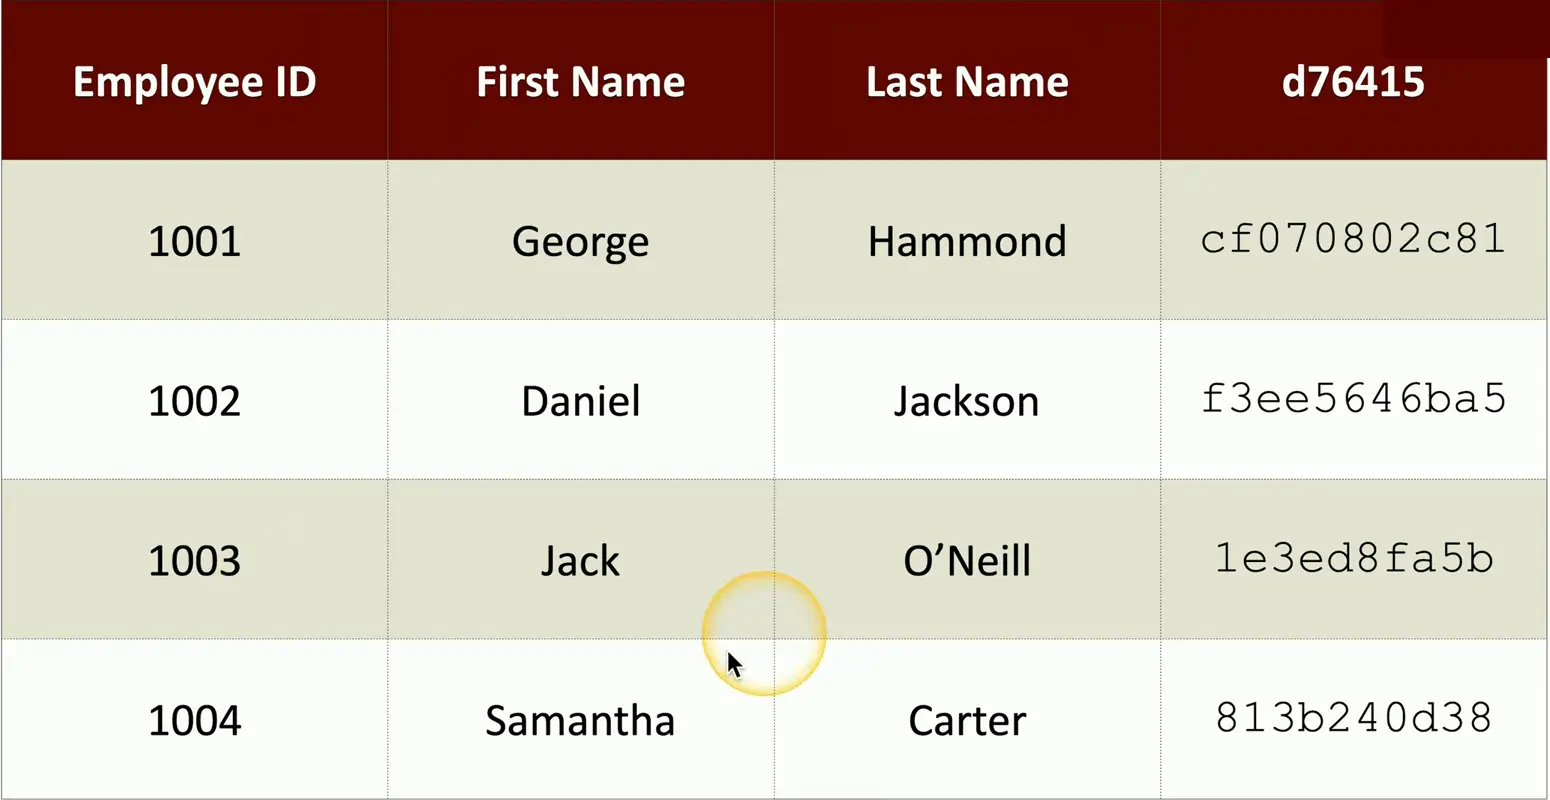 Employee ID First Name Last Name d76415
1001 George Hammond cf070802c81
1002 Daniel Jackson f3ee5646ba5
1003 Jack O’Neill 1e3ed8fa5b
1004 Samantha Carter 813b240d38